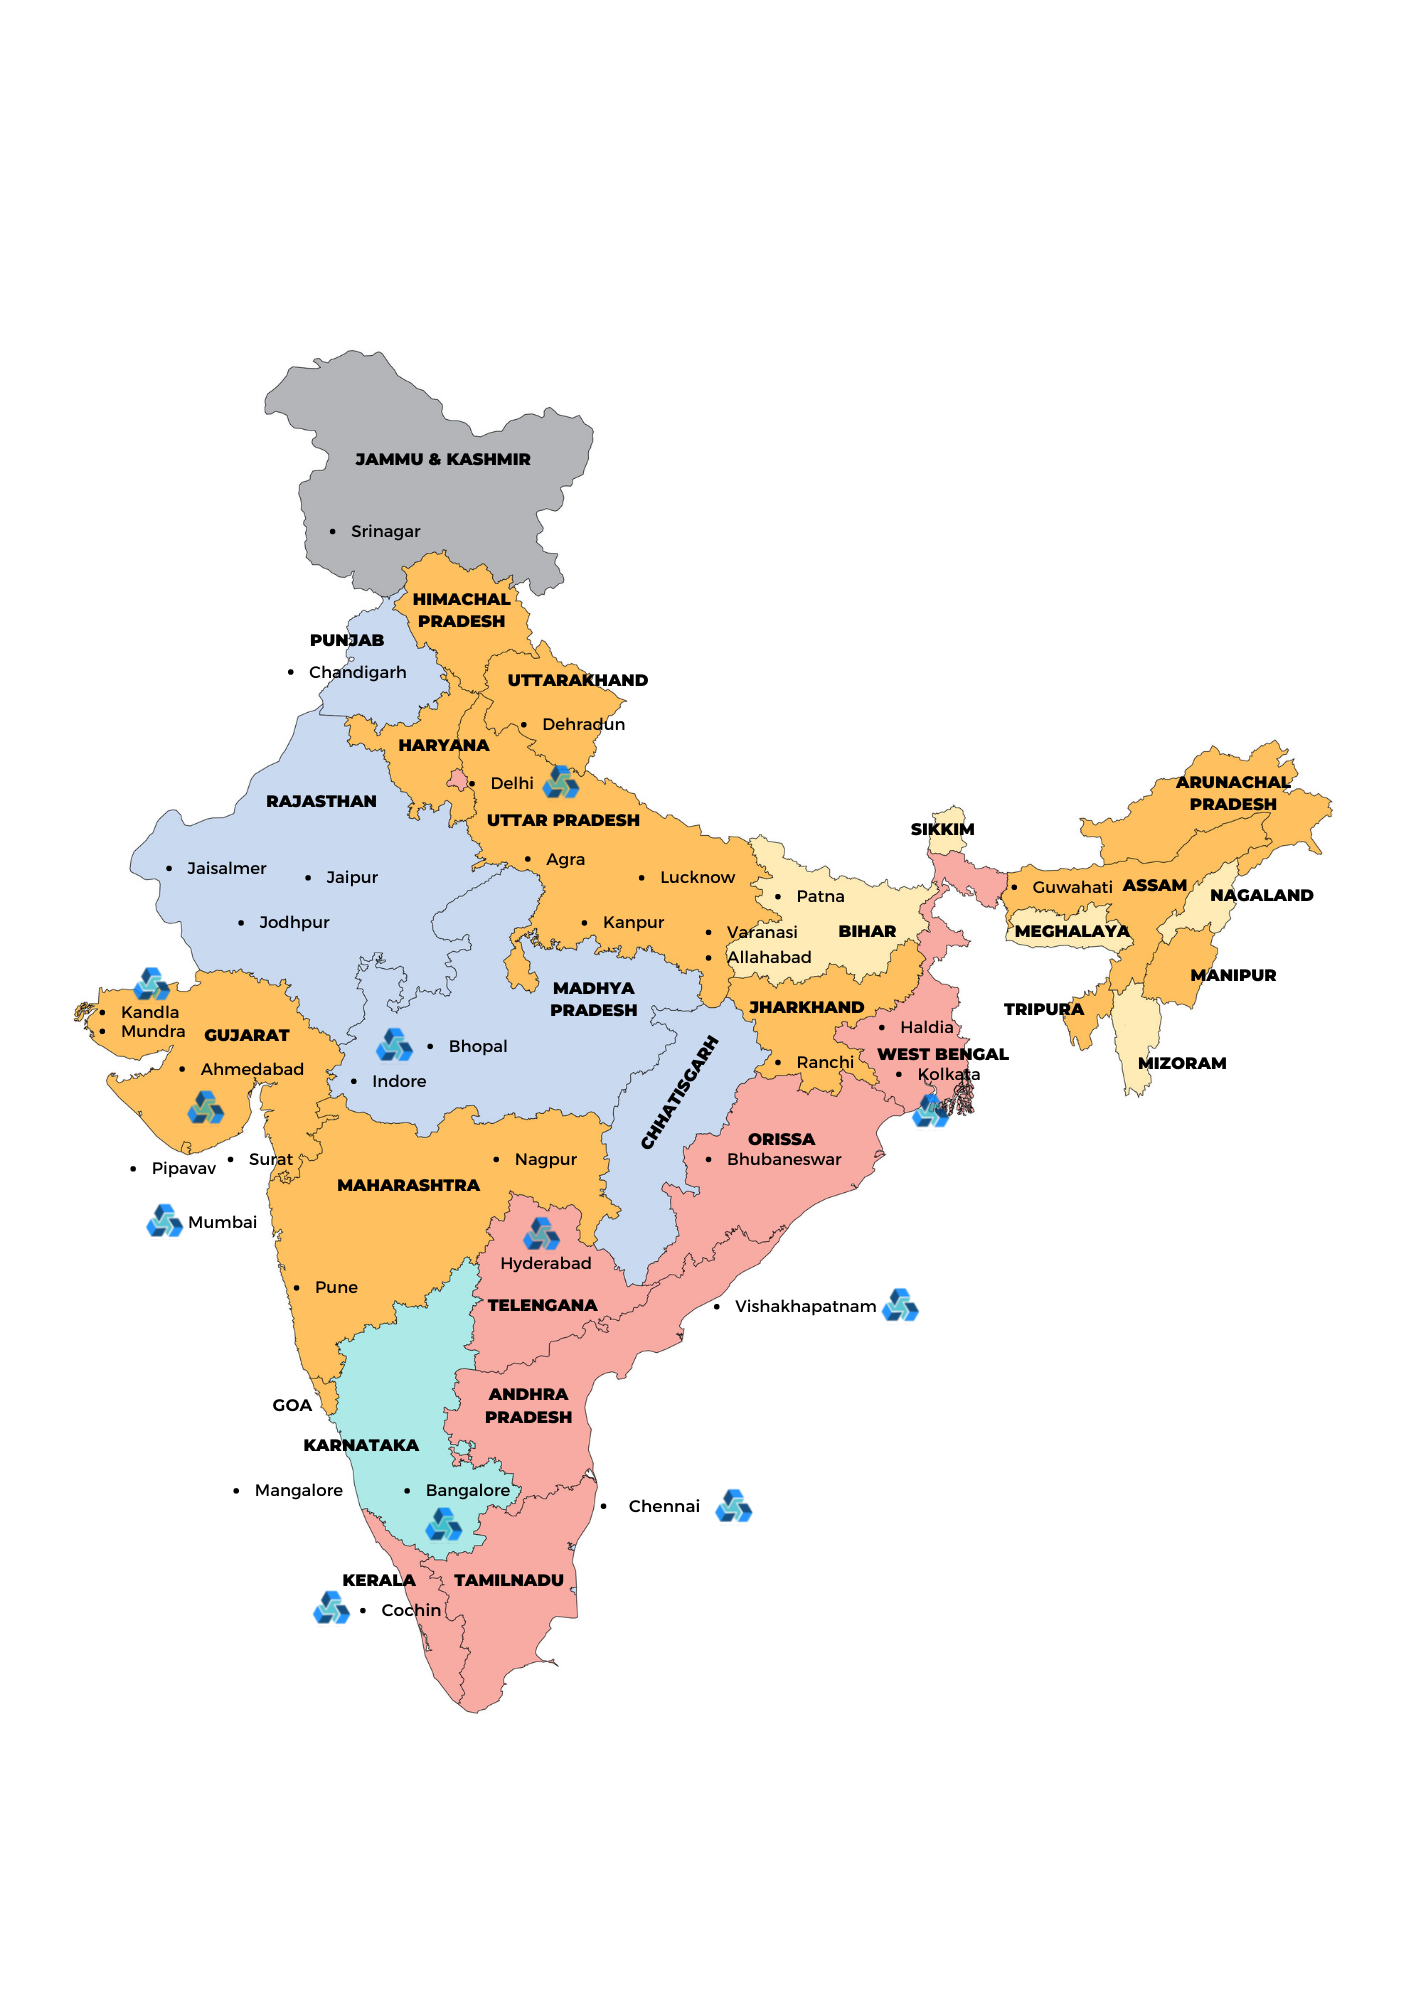 JAMMU & KASHMIR
Srinagar
HIMACHAL
PRADESH
PUNJAB
Chandigarh
UTTARAKHAND
Dehradun
HARYANA
Delhi
RAJASTHAN
UTTAR PRADESH
Jaisalmer
Jaipur
Jodhpur
Agra
Lucknow
Kanpur
Varanasi
Allahabad
Patna
BIHAR
SIKKIM
ARUNACHAL
PRADESH
Guwahati
ASSAM
NAGALAND
MEGHALAYA
MANIPUR
TRIPURA
MIZORAM
Kandla
Mundra
GUJARAT
Ahmedabad
MADHYA
PRADESH
Bhopal
Indore
CHHATISGARH
JHARKHAND
Ranchi
Haldia
WEST BENGAL
Kolkata
ORISSA
Bhubaneswar
Pipavav
Surat
Nagpur
MAHARASHTRA
Mumbai
Pune
Hyderabad
TELENGANA
Vishakhapatnam
ANDHRA
PRADESH
GOA
KARNATAKA
Mangalore
Bangalore
Chennai
KERALA
TAMILNADU
Cochin